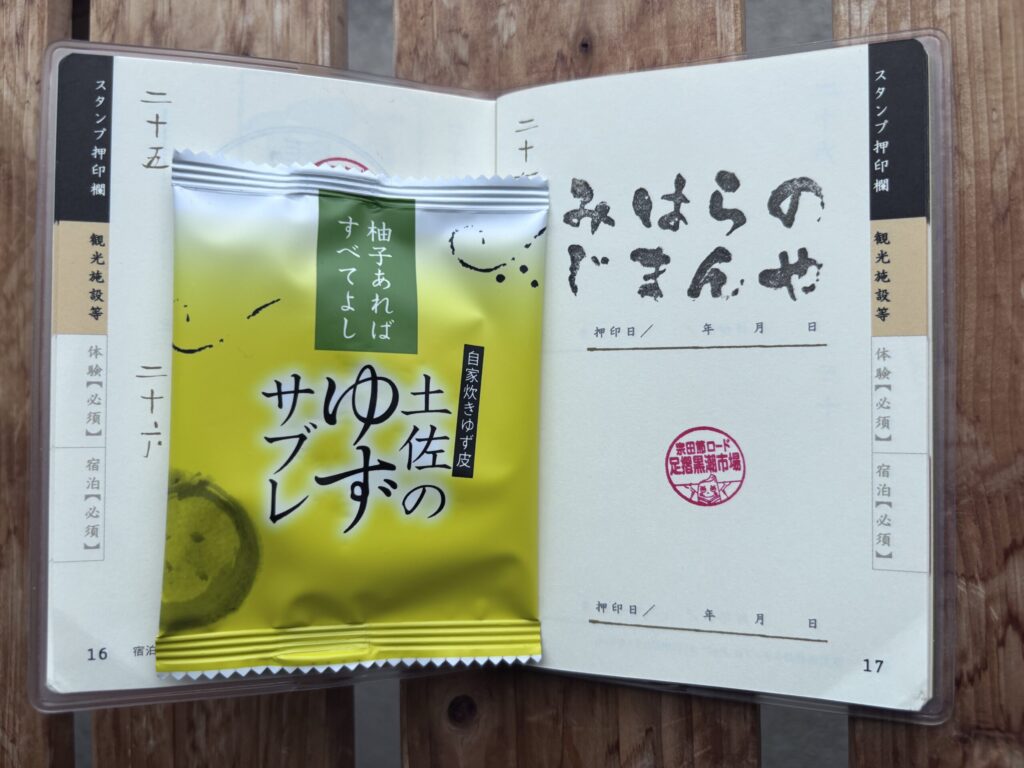 スタンプ押印欄
観光施設等
体験【必須】
宿泊【必須】
二十五
二十六
16
宿泊
柚子あれば
すべてよし
自家炊きゆず皮
土佐の
ゆず
サブレ
二十
みはらの
じまんや
押印日/ 年 月 日
宗田節ロード
足摺黒潮市場
押印日/ 年 月 日
スタンプ押印欄
観光施設等
体験【必須】
宿泊【必須】
17